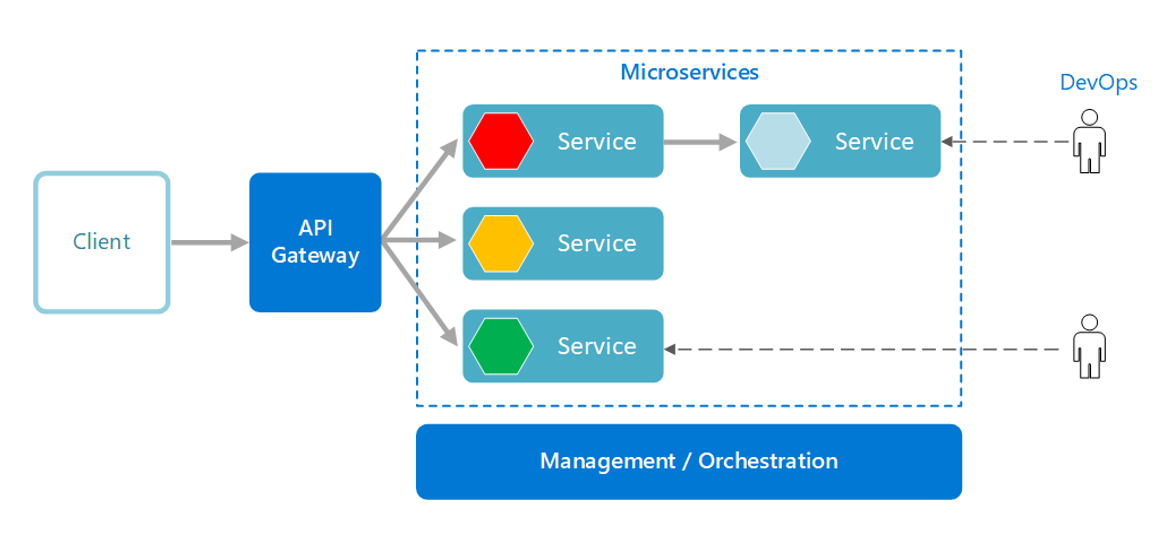 Microservices
DevOps
Service
Service
Client
API
Gateway
Service
Service
Management / Orchestration